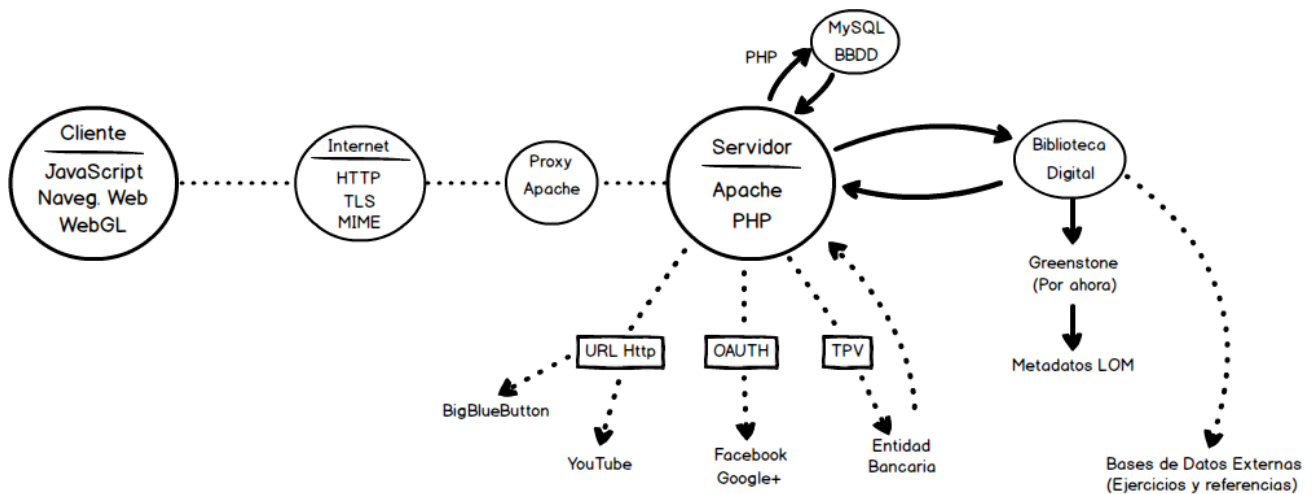 MySQL
BBDD
PHP
Cliente
JavaScript
Naveg. Web
WebGL
Internet
HTTP
TLS
MIME
Proxy
Apache
Servidor
Apache
PHP
Biblioteca
Digital
Greenstone
(Por ahora)
Metadatos LOM
URL Http
OAUTH
TPV
BigBlueButton
YouTube
Facebook
Google+
Entidad
Bancaria
Bases de Datos Externas
(Ejercicios y referencias)